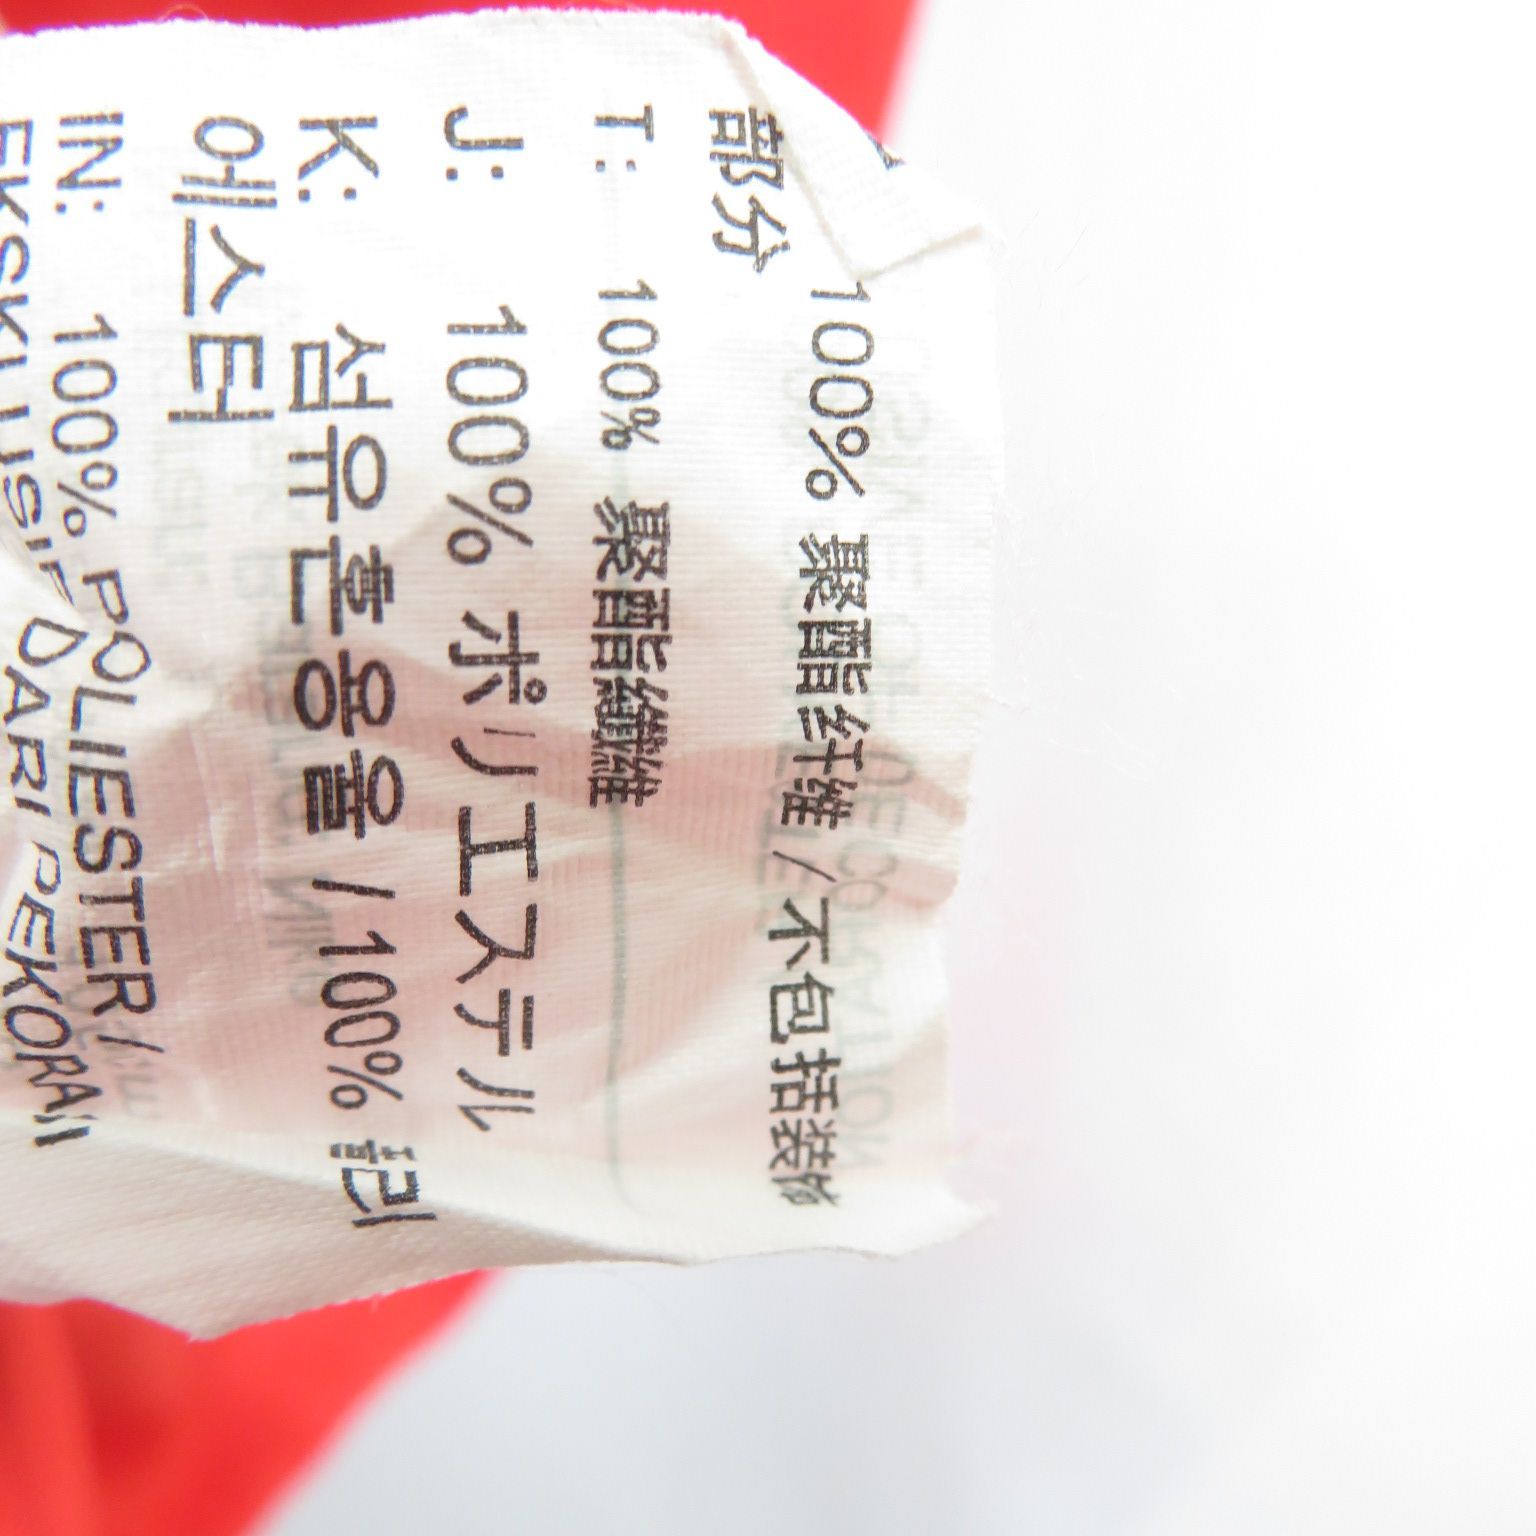 100% 聚酯纤维 / 不包括装饰
部分
T: 100% 聚酯纖維
J: 100% ポリエステル
K: 섬유혼용율 / 100% 폴리
에스터
IN: 100% POLIESTER/
EKSKLUSIF DARI